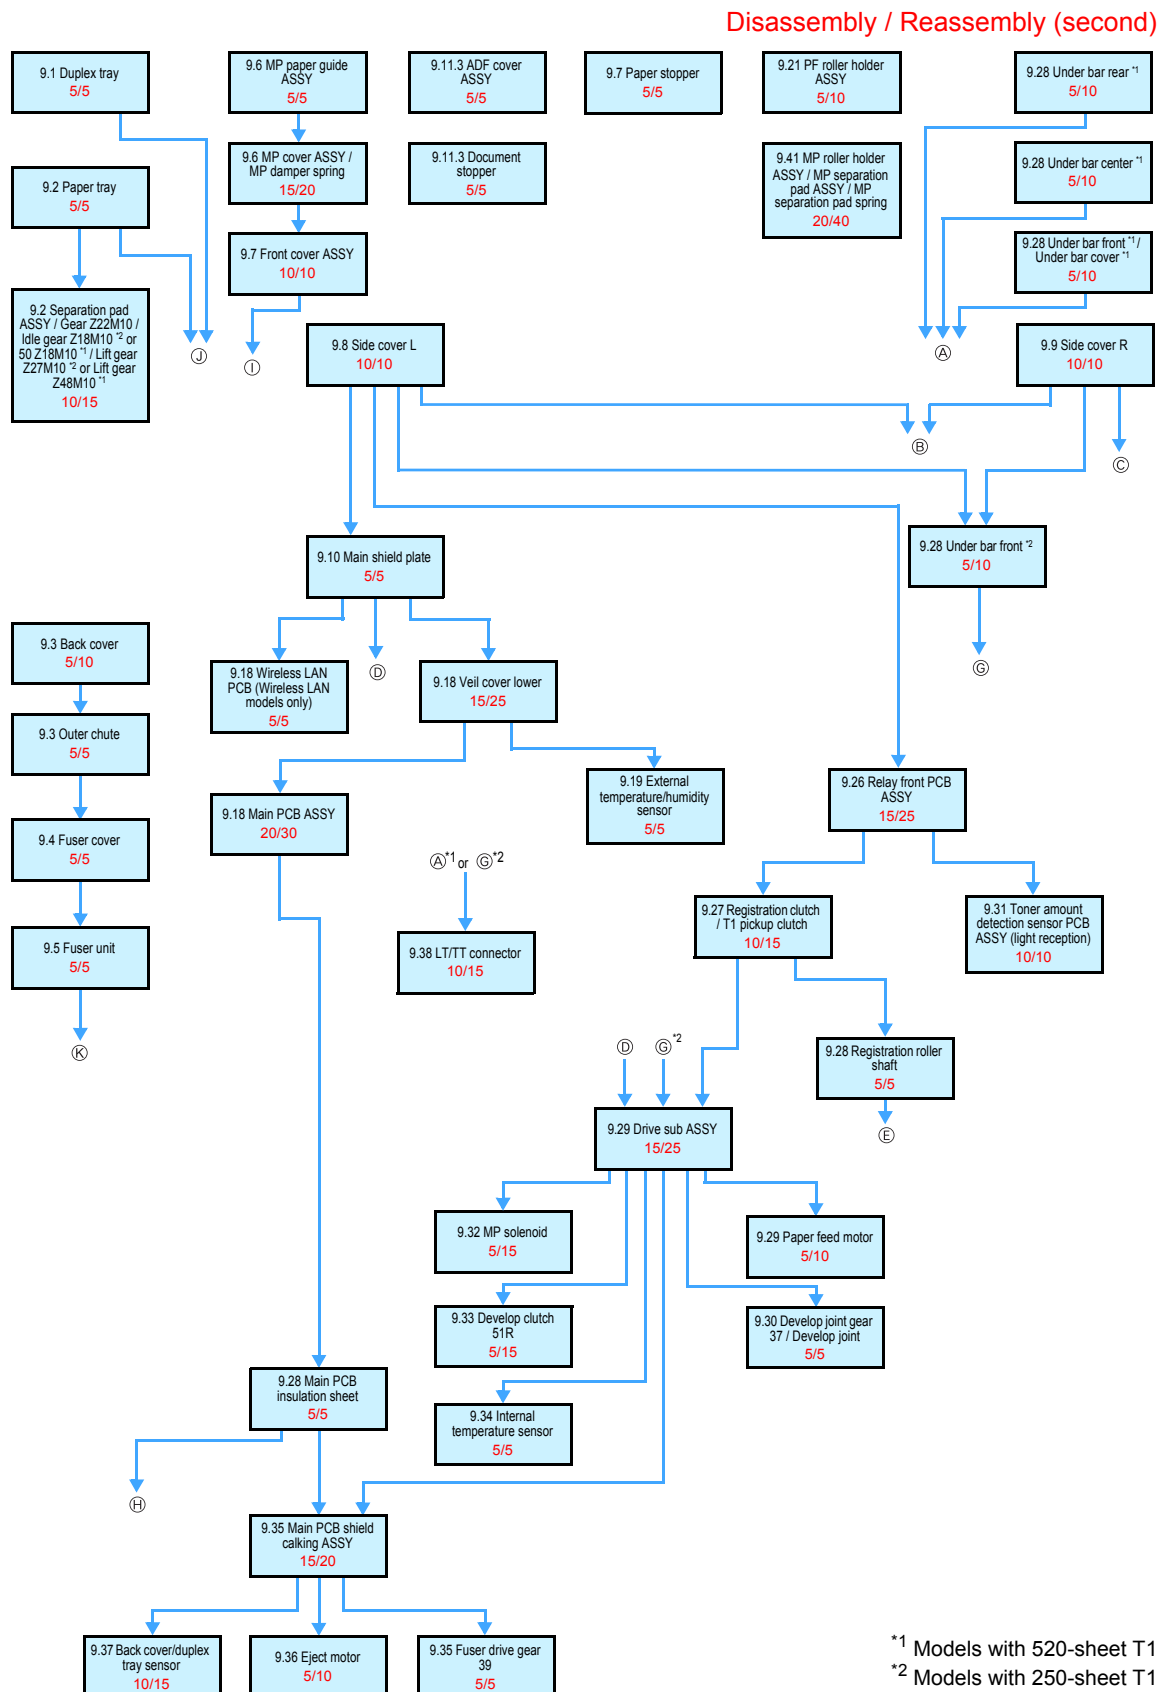 Disassembly / Reassembly (second)
9.1 Duplex tray
5/5
9.6 MP paper guide
ASSY
5/5
9.11.3 ADF cover
ASSY
5/5
9.7 Paper stopper
5/5
9.21 PF roller holder
ASSY
5/10
9.28 Under bar rear *1
5/10
9.2 Paper tray
5/5
9.6 MP cover ASSY /
MP damper spring
15/20
9.11.3 Document
stopper
5/5
9.41 MP roller holder
ASSY / MP separation
pad ASSY / MP
separation pad spring
20/40
9.28 Under bar center *1
5/10
9.7 Front cover ASSY
10/10
9.28 Under bar front *1 /
Under bar cover *1
5/10
9.2 Separation pad
ASSY / Gear Z22M10 /
Idle gear Z18M10 *2 or
50 Z18M10 *1 / Lift gear
Z27M10 *2 or Lift gear
Z48M10 *1
10/15
Ⓙ
Ⓘ
9.8 Side cover L
10/10
Ⓐ
9.9 Side cover R
10/10
Ⓑ
Ⓒ
9.10 Main shield plate
5/5
9.28 Under bar front *2
5/10
9.3 Back cover
5/10
9.18 Wireless LAN
PCB (Wireless LAN
models only)
5/5
Ⓓ
9.18 Veil cover lower
15/25
Ⓖ
9.3 Outer chute
5/5
9.18 Main PCB ASSY
20/30
9.19 External
temperature/humidity
sensor
5/5
9.26 Relay front PCB
ASSY
15/25
9.4 Fuser cover
5/5
Ⓐ*1 or Ⓖ*2
9.27 Registration clutch
/ T1 pickup clutch
10/15
9.31 Toner amount
detection sensor PCB
ASSY (light reception)
10/10
9.5 Fuser unit
5/5
9.38 LT/TT connector
10/15
Ⓚ
Ⓓ Ⓖ*2
9.28 Registration roller
shaft
5/5
Ⓔ
9.29 Drive sub ASSY
15/25
9.32 MP solenoid
5/15
9.29 Paper feed motor
5/10
9.33 Develop clutch
51R
5/15
9.30 Develop joint gear
37 / Develop joint
5/5
9.28 Main PCB
insulation sheet
5/5
9.34 Internal
temperature sensor
5/5
Ⓗ
9.35 Main PCB shield
calking ASSY
15/20
9.37 Back cover/duplex
tray sensor
10/15
9.36 Eject motor
5/10
9.35 Fuser drive gear
39
5/5
*1 Models with 520-sheet T1
*2 Models with 250-sheet T1